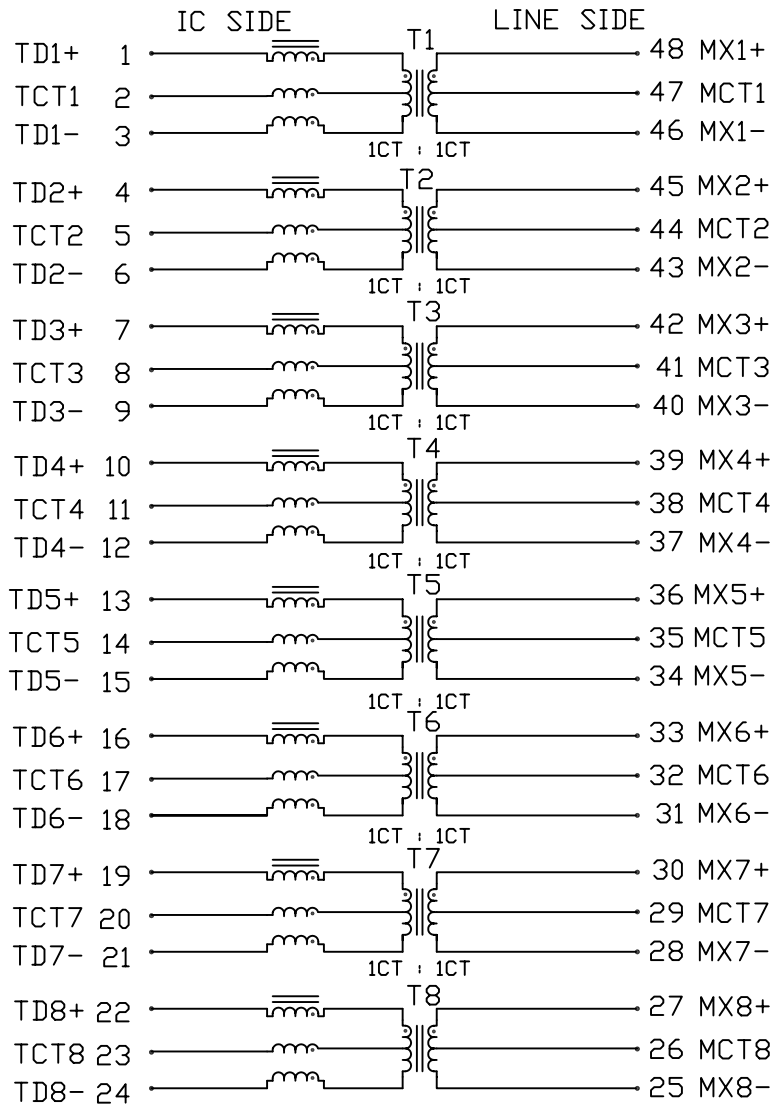 IC SIDE LINE SIDE
T1
TD1+ 1 48 MX1+
TCT1 2 47 MCT1
TD1- 3 46 MX1-
1CT : 1CT
T2
TD2+ 4 45 MX2+
TCT2 5 44 MCT2
TD2- 6 43 MX2-
1CT : 1CT
T3
TD3+ 7 42 MX3+
TCT3 8 41 MCT3
TD3- 9 40 MX3-
1CT : 1CT
T4
TD4+ 10 39 MX4+
TCT4 11 38 MCT4
TD4- 12 37 MX4-
1CT : 1CT
T5
TD5+ 13 36 MX5+
TCT5 14 35 MCT5
TD5- 15 34 MX5-
1CT : 1CT
T6
TD6+ 16 33 MX6+
TCT6 17 32 MCT6
TD6- 18 31 MX6-
1CT : 1CT
T7
TD7+ 19 30 MX7+
TCT7 20 29 MCT7
TD7- 21 28 MX7-
1CT : 1CT
T8
TD8+ 22 27 MX8+
TCT8 23 26 MCT8
TD8- 24 25 MX8-